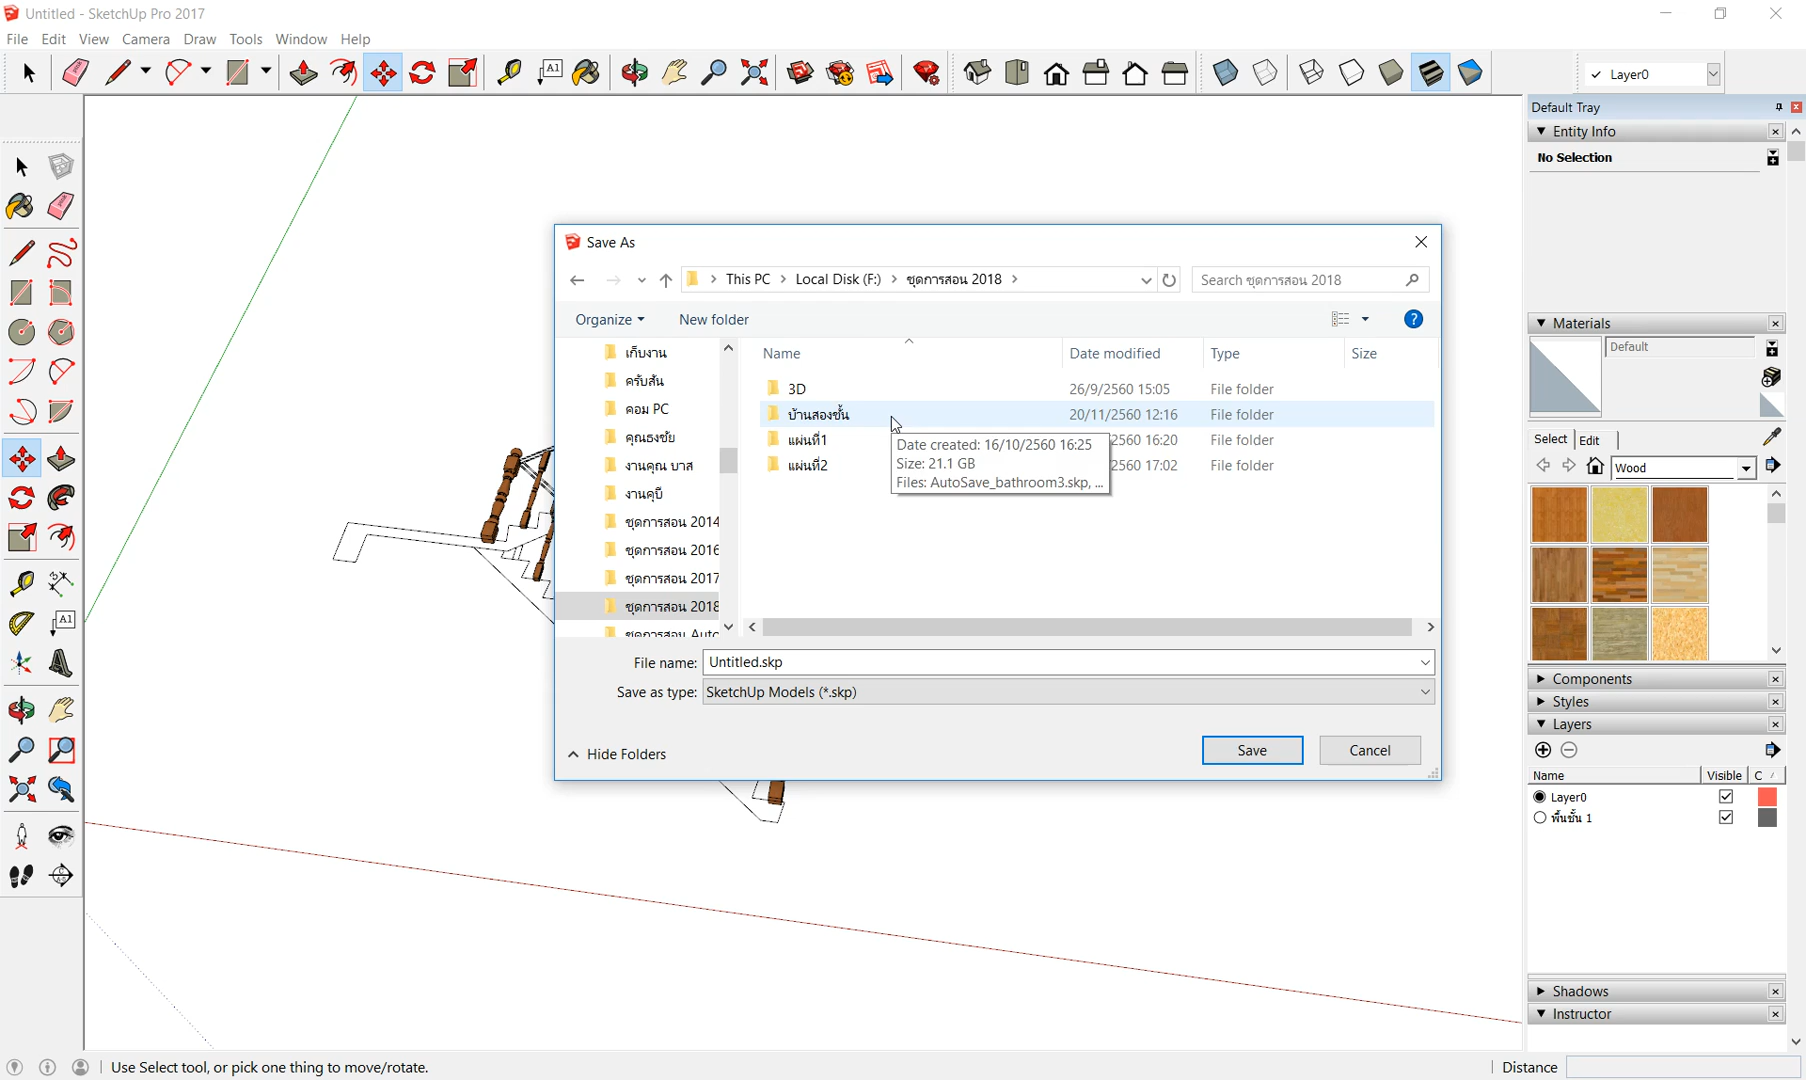 Untitled - SketchUp Pro 2017
File Edit View Camera Draw Tools Window Help
A1
Layer0
Default Tray
Entity Info
No Selection
Save As
This PC > Local Disk (F:) > ชุดการสอน 2018 >
Search ชุดการสอน 2018
Organize New folder
Name Date modified Type Size
เก็บงาน
ครับส้น
คอม PC
คุณธงชัย
งานคุณ บาส
งานคุบี
ชุดการสอน 2014
ชุดการสอน 2016
ชุดการสอน 2017
ชุดการสอน 2018
ชุดการสอน Auto
3D 26/9/2560 15:05 File folder
บ้านสองชั้น 20/11/2560 12:16 File folder
แผ่นที่1 2560 16:20 File folder
แผ่นที่2 2560 17:02 File folder
Date created: 16/10/2560 16:25
Size: 21.1 GB
Files: AutoSave_bathroom3.skp, ...
File name: Untitled.skp
Save as type: SketchUp Models (*.skp)
Hide Folders
Save Cancel
Materials
Default
Select Edit
Wood
Components
Styles
Layers
Name Visible C
Layer0
พื้นชั้น 1
Shadows
Instructor
A1
Use Select tool, or pick one thing to move/rotate.
Distance